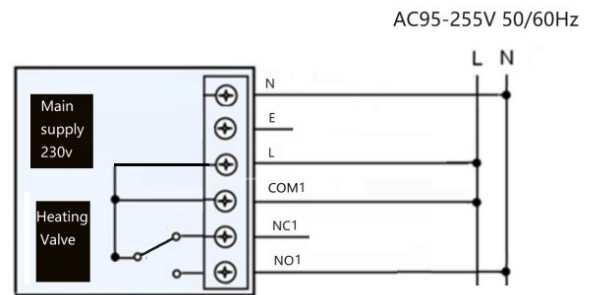 AC95-255V 50/60Hz
L N
Main
supply
230v
N
E
L
COM1
Heating
Valve
NC1
NO1